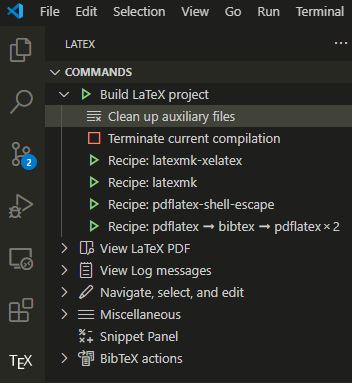 File Edit Selection View Go Run Terminal
LATEX
COMMANDS
Build LaTeX project
Clean up auxiliary files
Terminate current compilation
2
Recipe: latexmk-xelatex
Recipe: latexmk
Recipe: pdflatex-shell-escape
Recipe: pdflatex ➞ bibtex ➞ pdflatex × 2
View LaTeX PDF
View Log messages
Navigate, select, and edit
Miscellaneous
Snippet Panel
TEX BibTeX actions